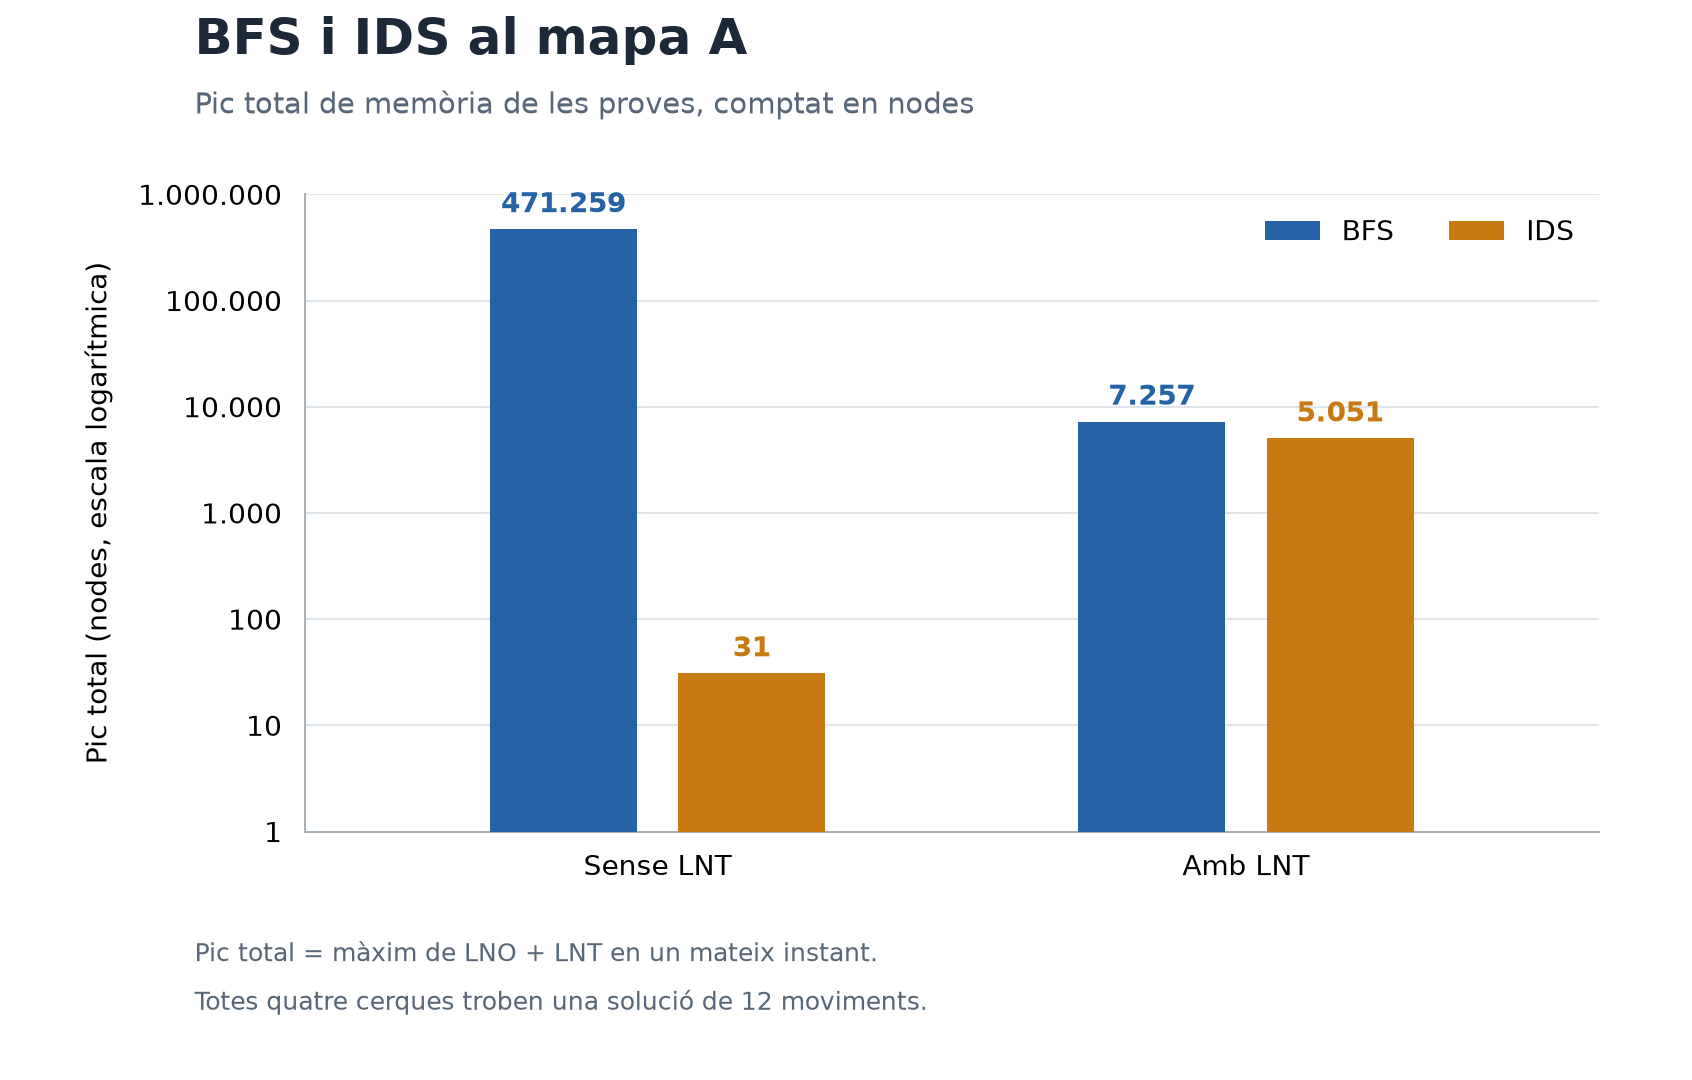 BFS i IDS al mapa A
Pic total de memòria de les proves, comptat en nodes
Pic total (nodes, escala logarítmica)
1.000.000
100.000
10.000
1.000
100
10
1
471.259
31
7.257
5.051
BFS
IDS
Sense LNT
Amb LNT
Pic total = màxim de LNO + LNT en un mateix instant.
Totes quatre cerques troben una solució de 12 moviments.